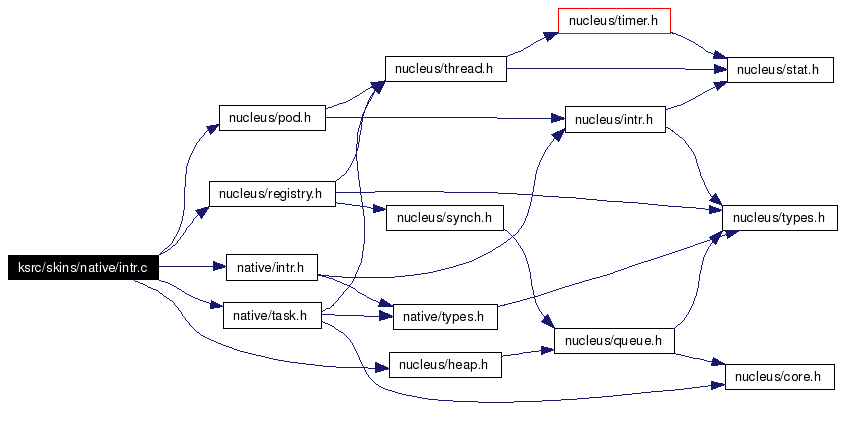 nucleus/timer.h
nucleus/thread.h
nucleus/stat.h
nucleus/pod.h
nucleus/intr.h
nucleus/registry.h
nucleus/synch.h
nucleus/types.h
ksrc/skins/native/intr.c
native/intr.h
native/task.h
native/types.h
nucleus/queue.h
nucleus/heap.h
nucleus/core.h